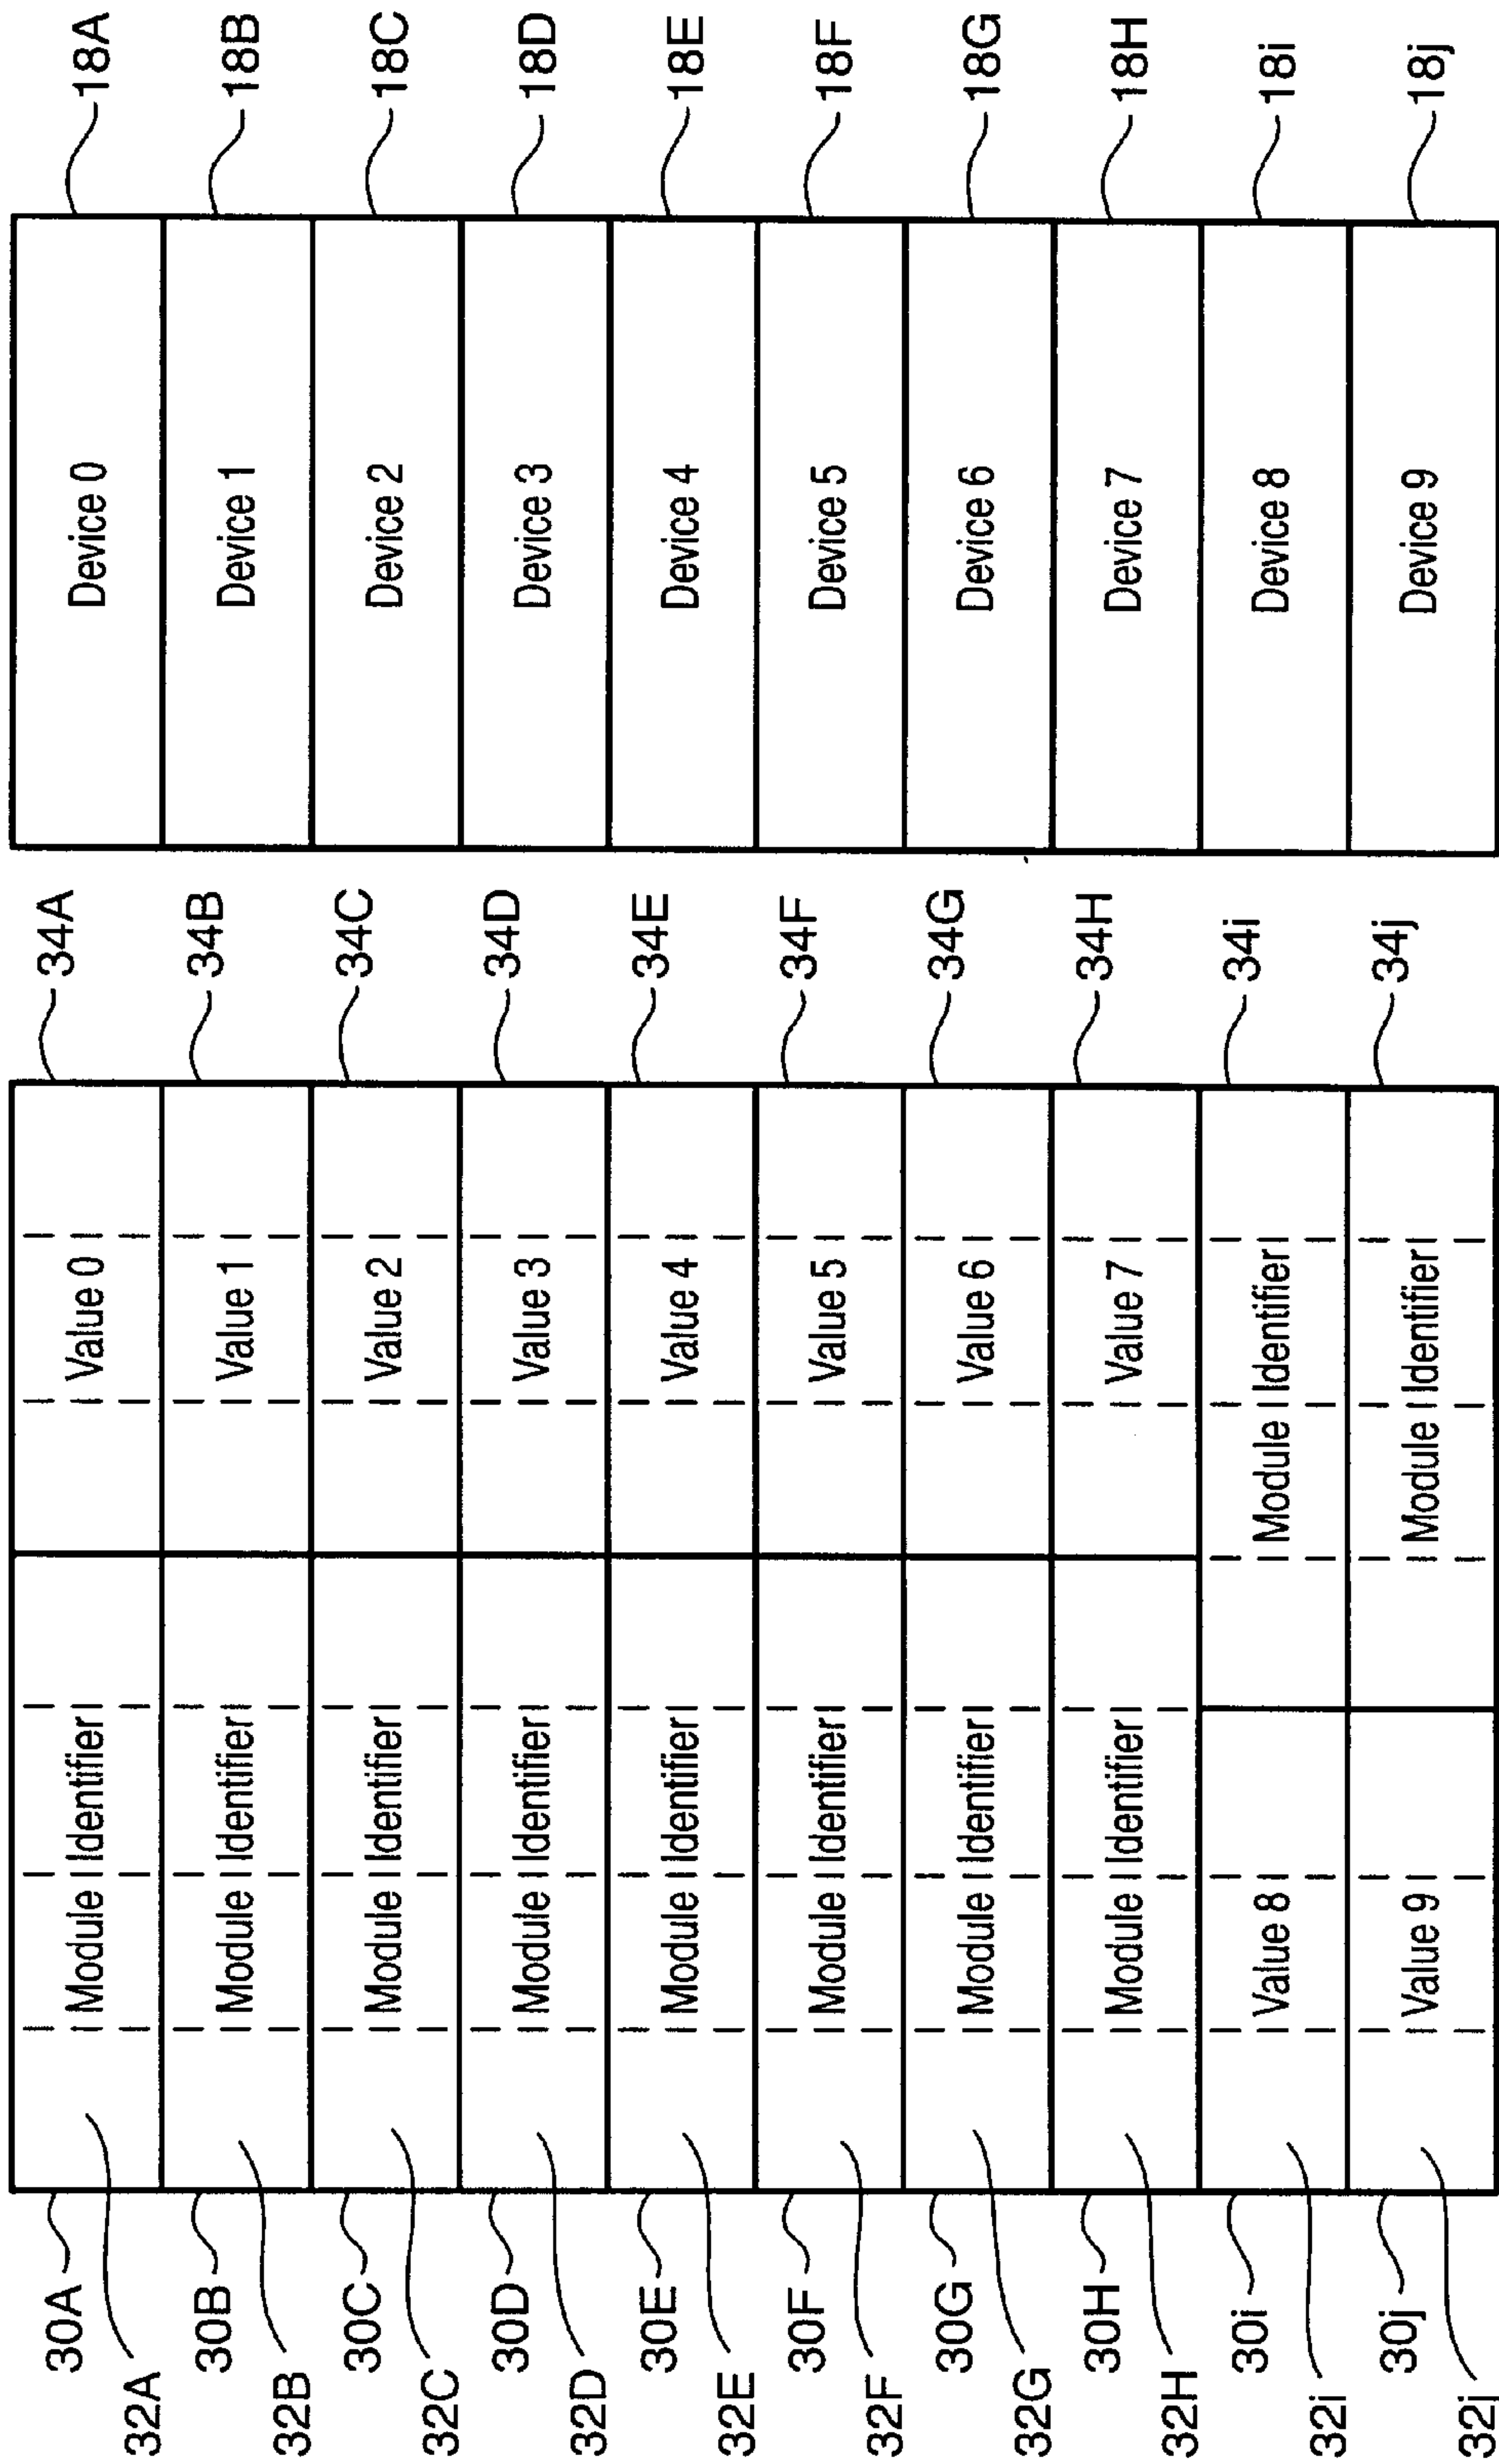 30A
32A
Module Identifier
Value 0
34A
Device 0
18A
30B
32B
Module Identifier
Value 1
34B
Device 1
18B
30C
32C
Module Identifier
Value 2
34C
Device 2
18C
30D
32D
Module Identifier
Value 3
34D
Device 3
18D
30E
32E
Module Identifier
Value 4
34E
Device 4
18E
30F
32F
Module Identifier
Value 5
34F
Device 5
18F
30G
32G
Module Identifier
Value 6
34G
Device 6
18G
30H
32H
Module Identifier
Value 7
34H
Device 7
18H
30i
32i
Value 8
Module Identifier
34i
Device 8
18i
30j
32j
Value 9
Module Identifier
34j
Device 9
18j